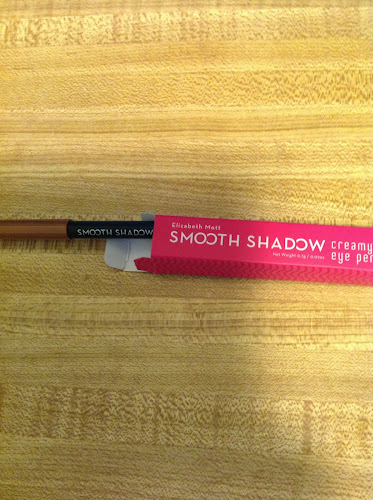 SMOOTH SHADOW
Elizabeth Mott
SMOOTH SHADOW
creamy
eye pen